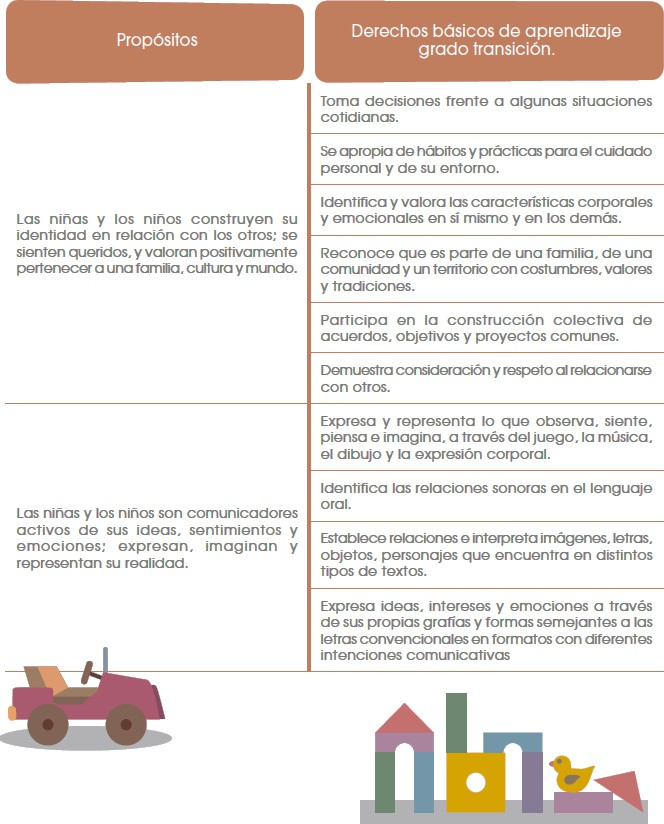 Propósitos
Derechos básicos de aprendizaje
grado transición.
Las niñas y los niños construyen su
identidad en relación con los otros; se
sienten queridos, y valoran positivamente
pertenecer a una familia, cultura y mundo.
Toma decisiones frente a algunas situaciones
cotidianas.
Se apropia de hábitos y prácticas para el cuidado
personal y de su entorno.
Identifica y valora las características corporales
y emocionales en sí mismo y en los demás.
Reconoce que es parte de una familia, de una
comunidad y un territorio con costumbres, valores
y tradiciones.
Participa en la construcción colectiva de
acuerdos, objetivos y proyectos comunes.
Demuestra consideración y respeto al relacionarse
con otros.
Las niñas y los niños son comunicadores
activos de sus ideas, sentimientos y
emociones; expresan, imaginan y
representan su realidad.
Expresa y representa lo que observa, siente,
piensa e imagina, a través del juego, la música,
el dibujo y la expresión corporal.
Identifica las relaciones sonoras en el lenguaje
oral.
Establece relaciones e interpreta imágenes, letras,
objetos, personajes que encuentra en distintos
tipos de textos.
Expresa ideas, intereses y emociones a través
de sus propias grafías y formas semejantes a las
letras convencionales en formatos con diferentes
intenciones comunicativas